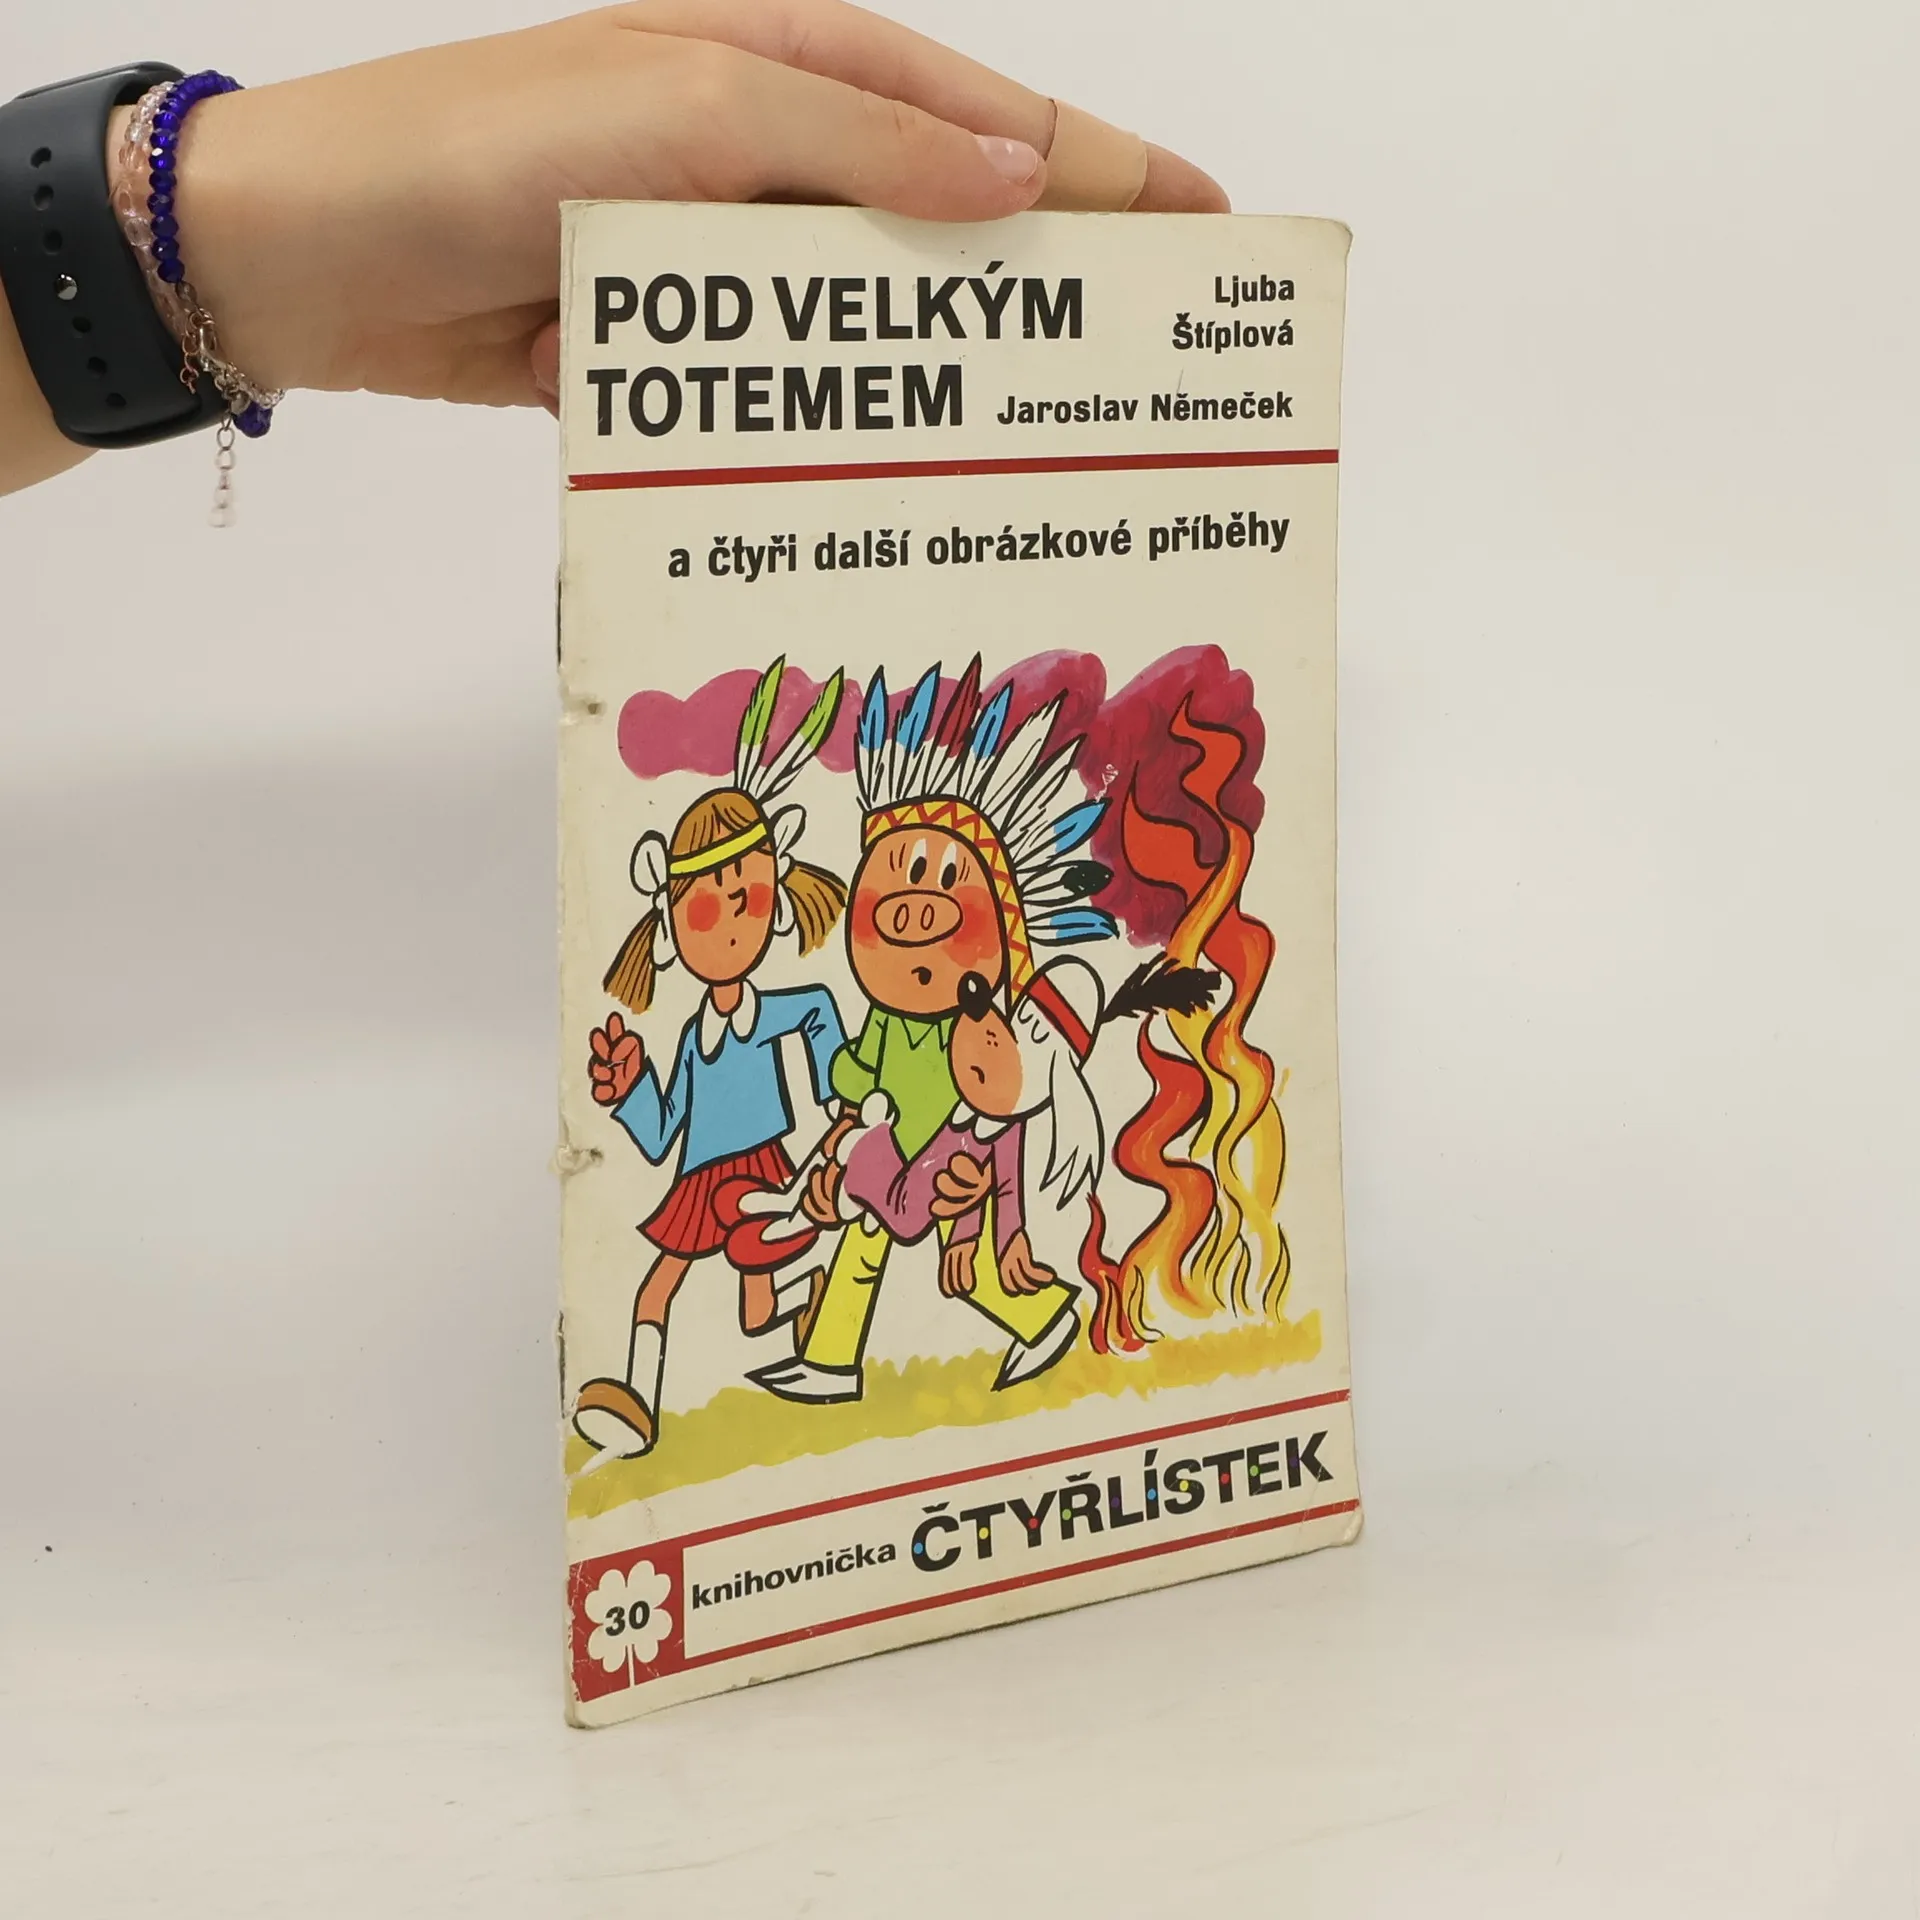 POD VELKÝM
TOTEMEM
Ljuba
Štíplová
Jaroslav Němeček
a čtyři další obrázkové příběhy
30
knihovnička ČTYŘLÍSTEK